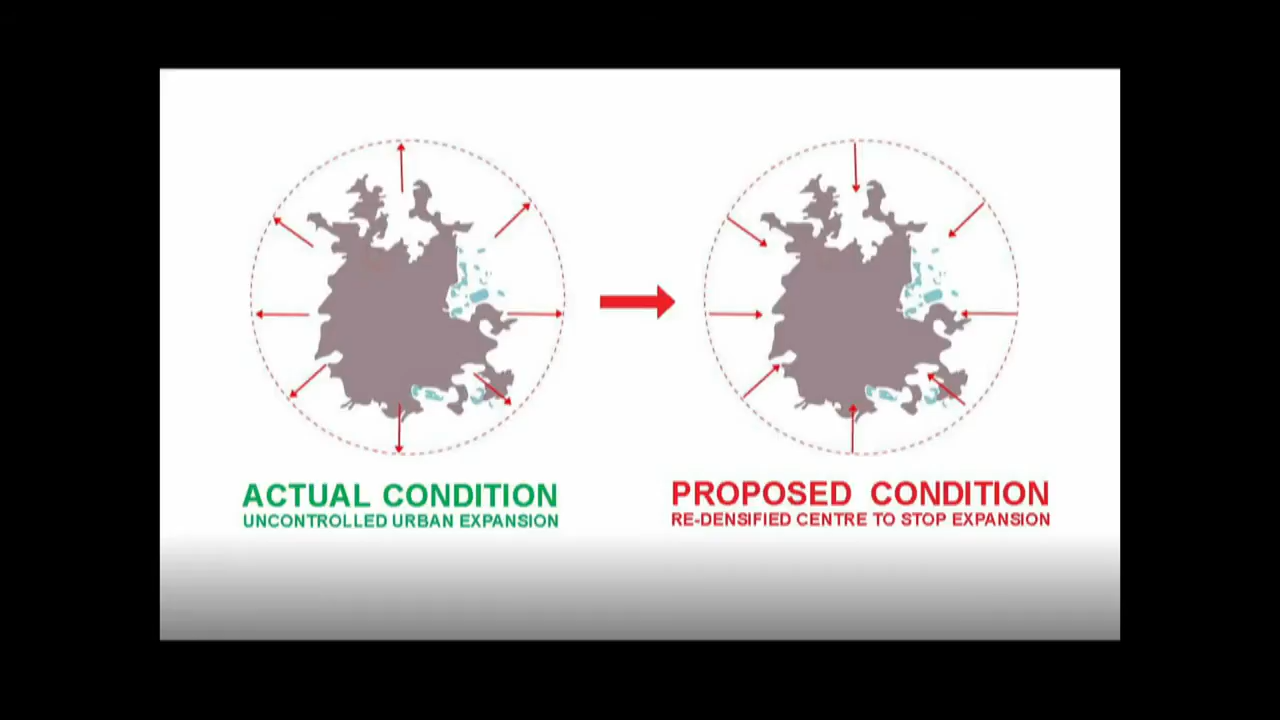 ACTUAL CONDITION
UNCONTROLLED URBAN EXPANSION
PROPOSED CONDITION
RE-DENSIFIED CENTRE TO STOP EXPANSION